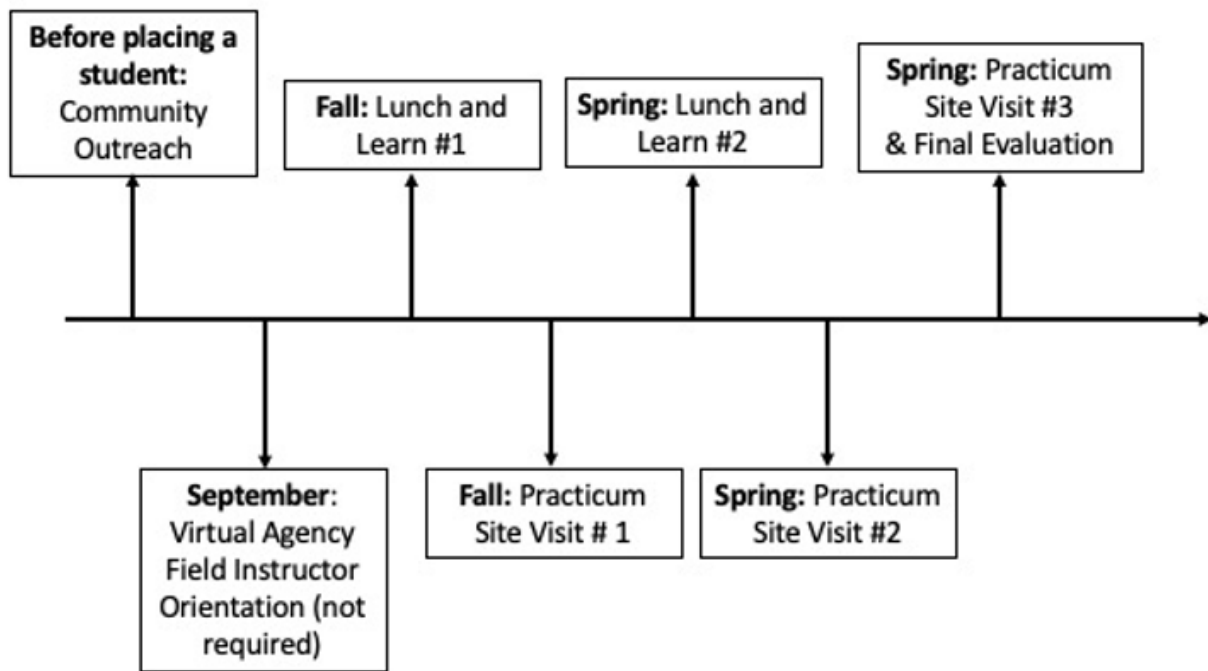 Before placing a
student:
Community
Outreach
Fall: Lunch and
Learn #1
Spring: Lunch and
Learn #2
Spring: Practicum
Site Visit #3
& Final Evaluation
September:
Virtual Agency
Field Instructor
Orientation (not
required)
Fall: Practicum
Site Visit # 1
Spring: Practicum
Site Visit #2